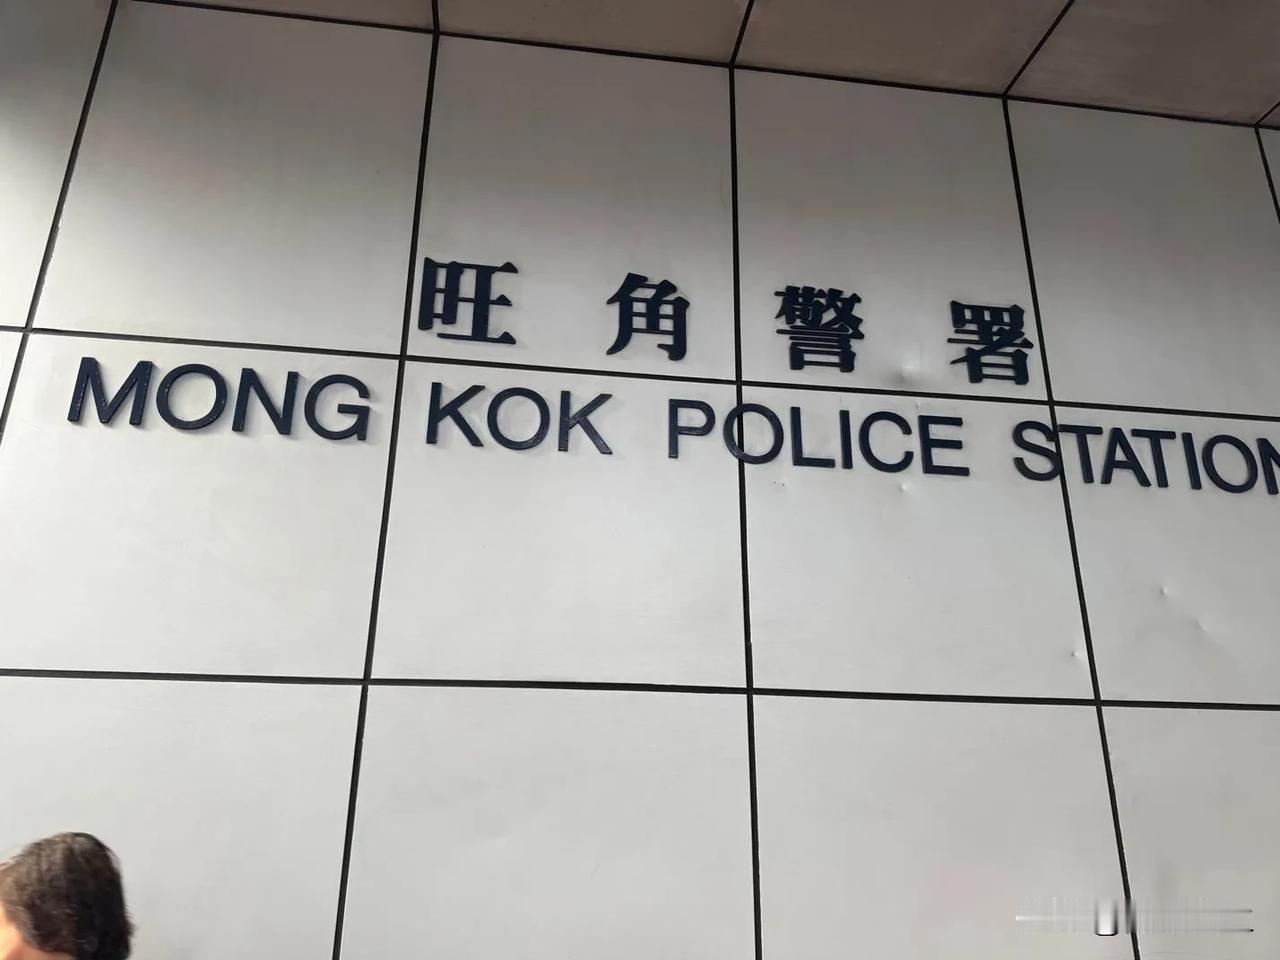 旺角警署
MONG KOK POLICE STATION